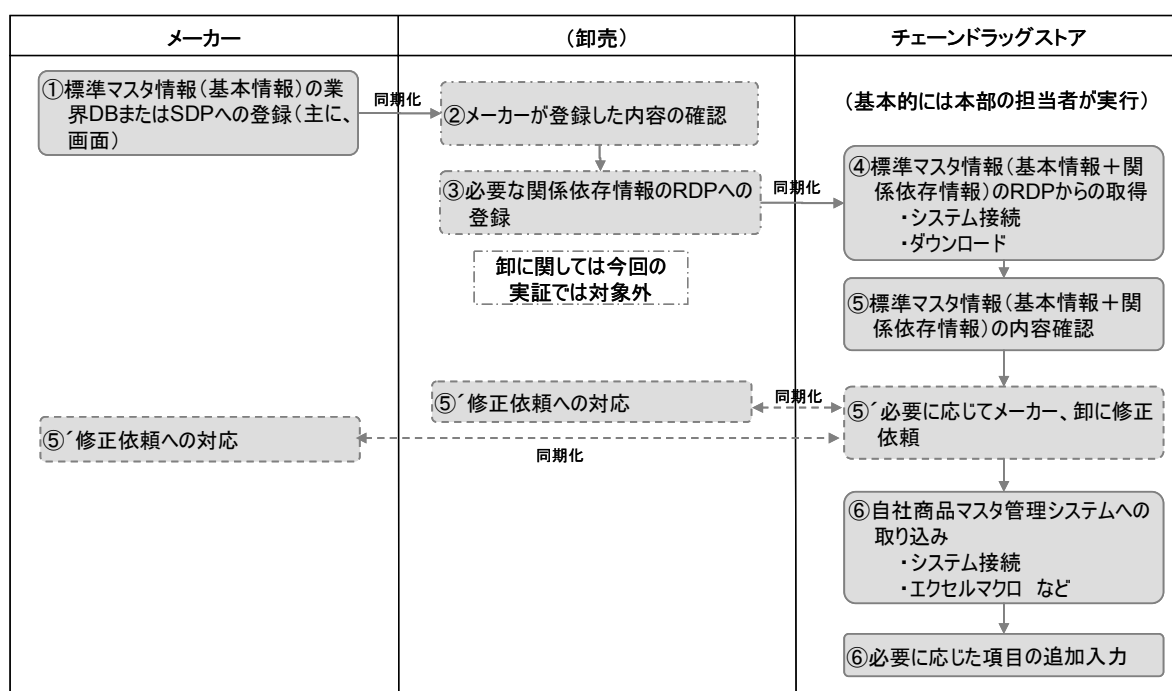 メーカー
(卸売)
チェーンドラッグストア
①標準マスタ情報(基本情報)の業
界DBまたはSDPへの登録(主に、
画面)
同期化
②メーカーが登録した内容の確認
③必要な関係依存情報のRDPへの
登録
同期化
卸に関しては今回の
実証では対象外
(基本的には本部の担当者が実行)
④標準マスタ情報(基本情報+関
係依存情報)のRDPからの取得
・システム接続
・ダウンロード
⑤標準マスタ情報(基本情報+関
係依存情報)の内容確認
⑤´修正依頼への対応
同期化
⑤´必要に応じてメーカー、卸に修正
依頼
⑤´修正依頼への対応
同期化
⑥自社商品マスタ管理システムへの
取り込み
・システム接続
・エクセルマクロ など
⑥必要に応じた項目の追加入力